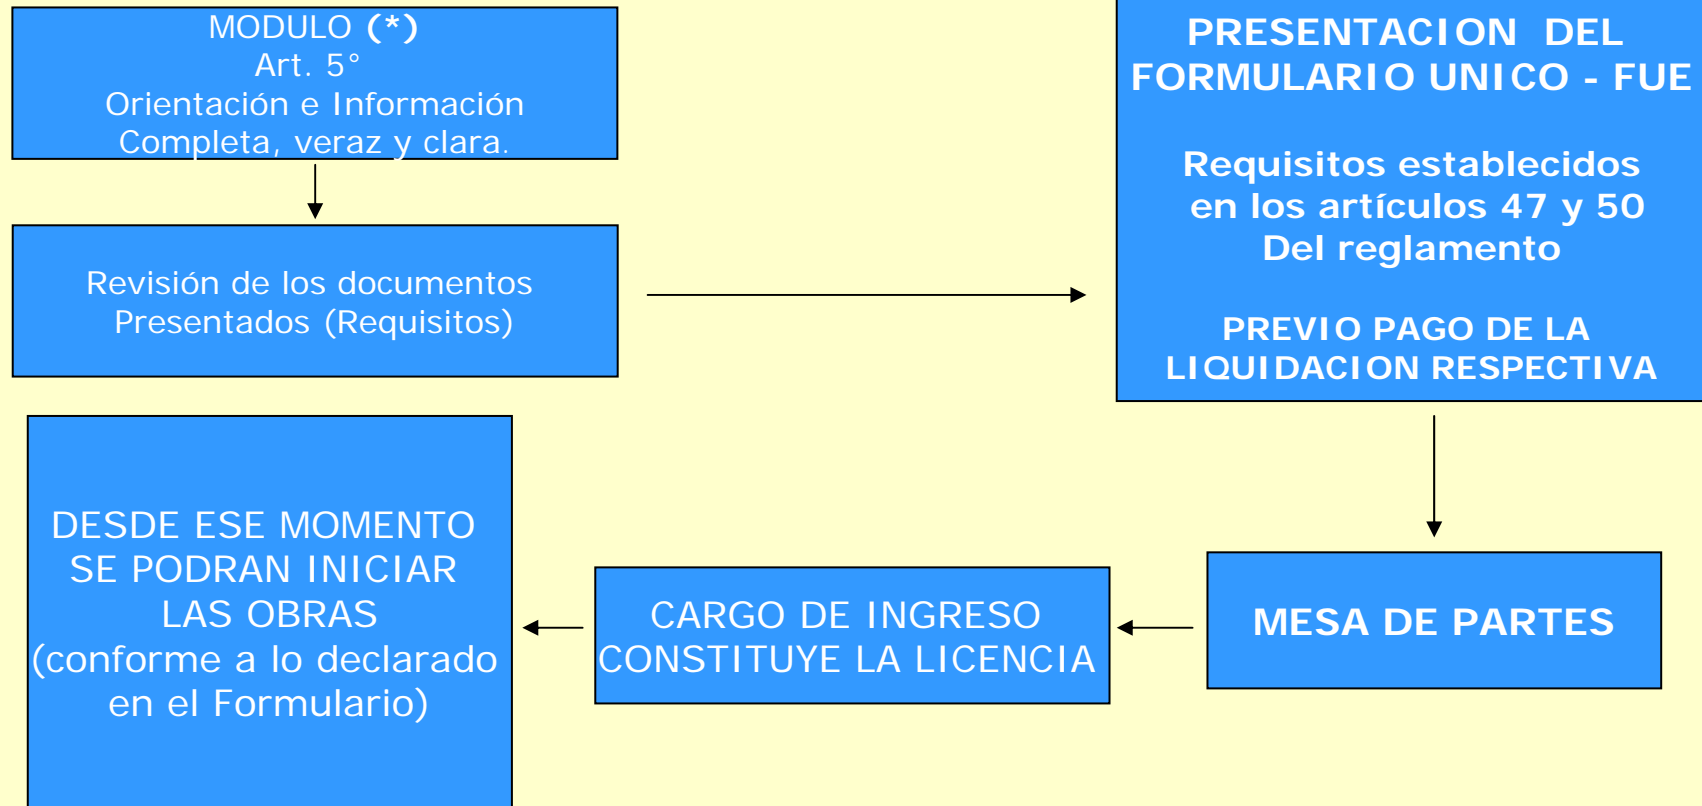 MODULO (*)
Art. 5°
Orientación e Información
Completa, veraz y clara.
Revisión de los documentos
Presentados (Requisitos)
PRESENTACION DEL
FORMULARIO UNICO - FUE
Requisitos establecidos
en los artículos 47 y 50
Del reglamento
PREVIO PAGO DE LA
LIQUIDACION RESPECTIVA
MESA DE PARTES
CARGO DE INGRESO
CONSTITUYE LA LICENCIA
DESDE ESE MOMENTO
SE PODRAN INICIAR
LAS OBRAS
(conforme a lo declarado
en el Formulario)